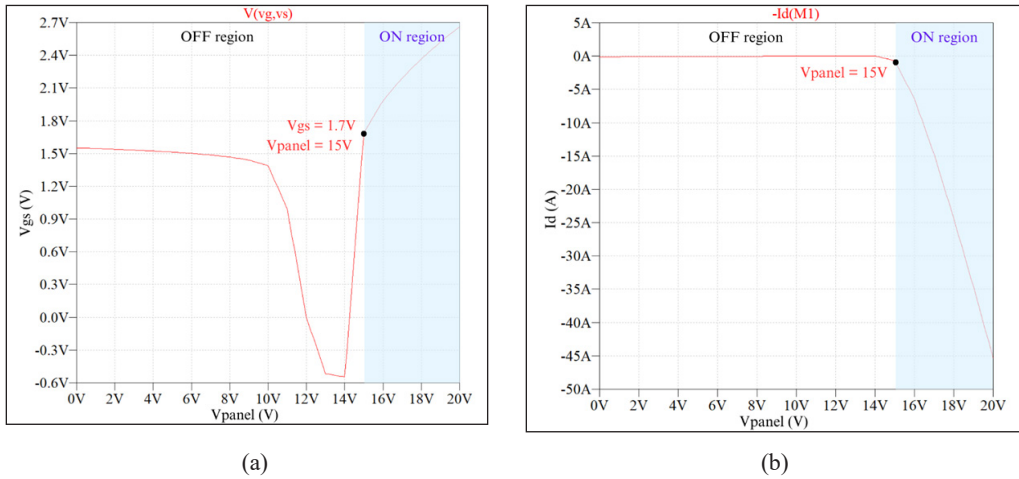 V(vg,vs)
2.7V
2.4V
2.1V
1.8V
1.5V
1.2V
0.9V
0.6V
0.3V
0.0V
-0.3V
-0.6V
Vgs (V)
OFF region
ON region
Vgs = 1.7V
Vpanel = 15V
0V 2V 4V 6V 8V 10V 12V 14V 16V 18V 20V
Vpanel (V)
(a)
-Id(M1)
5A
0A
-5A
-10A
-15A
-20A
-25A
-30A
-35A
-40A
-45A
-50A
Id (A)
OFF region
ON region
Vpanel = 15V
0V 2V 4V 6V 8V 10V 12V 14V 16V 18V 20V
Vpanel (V)
(b)